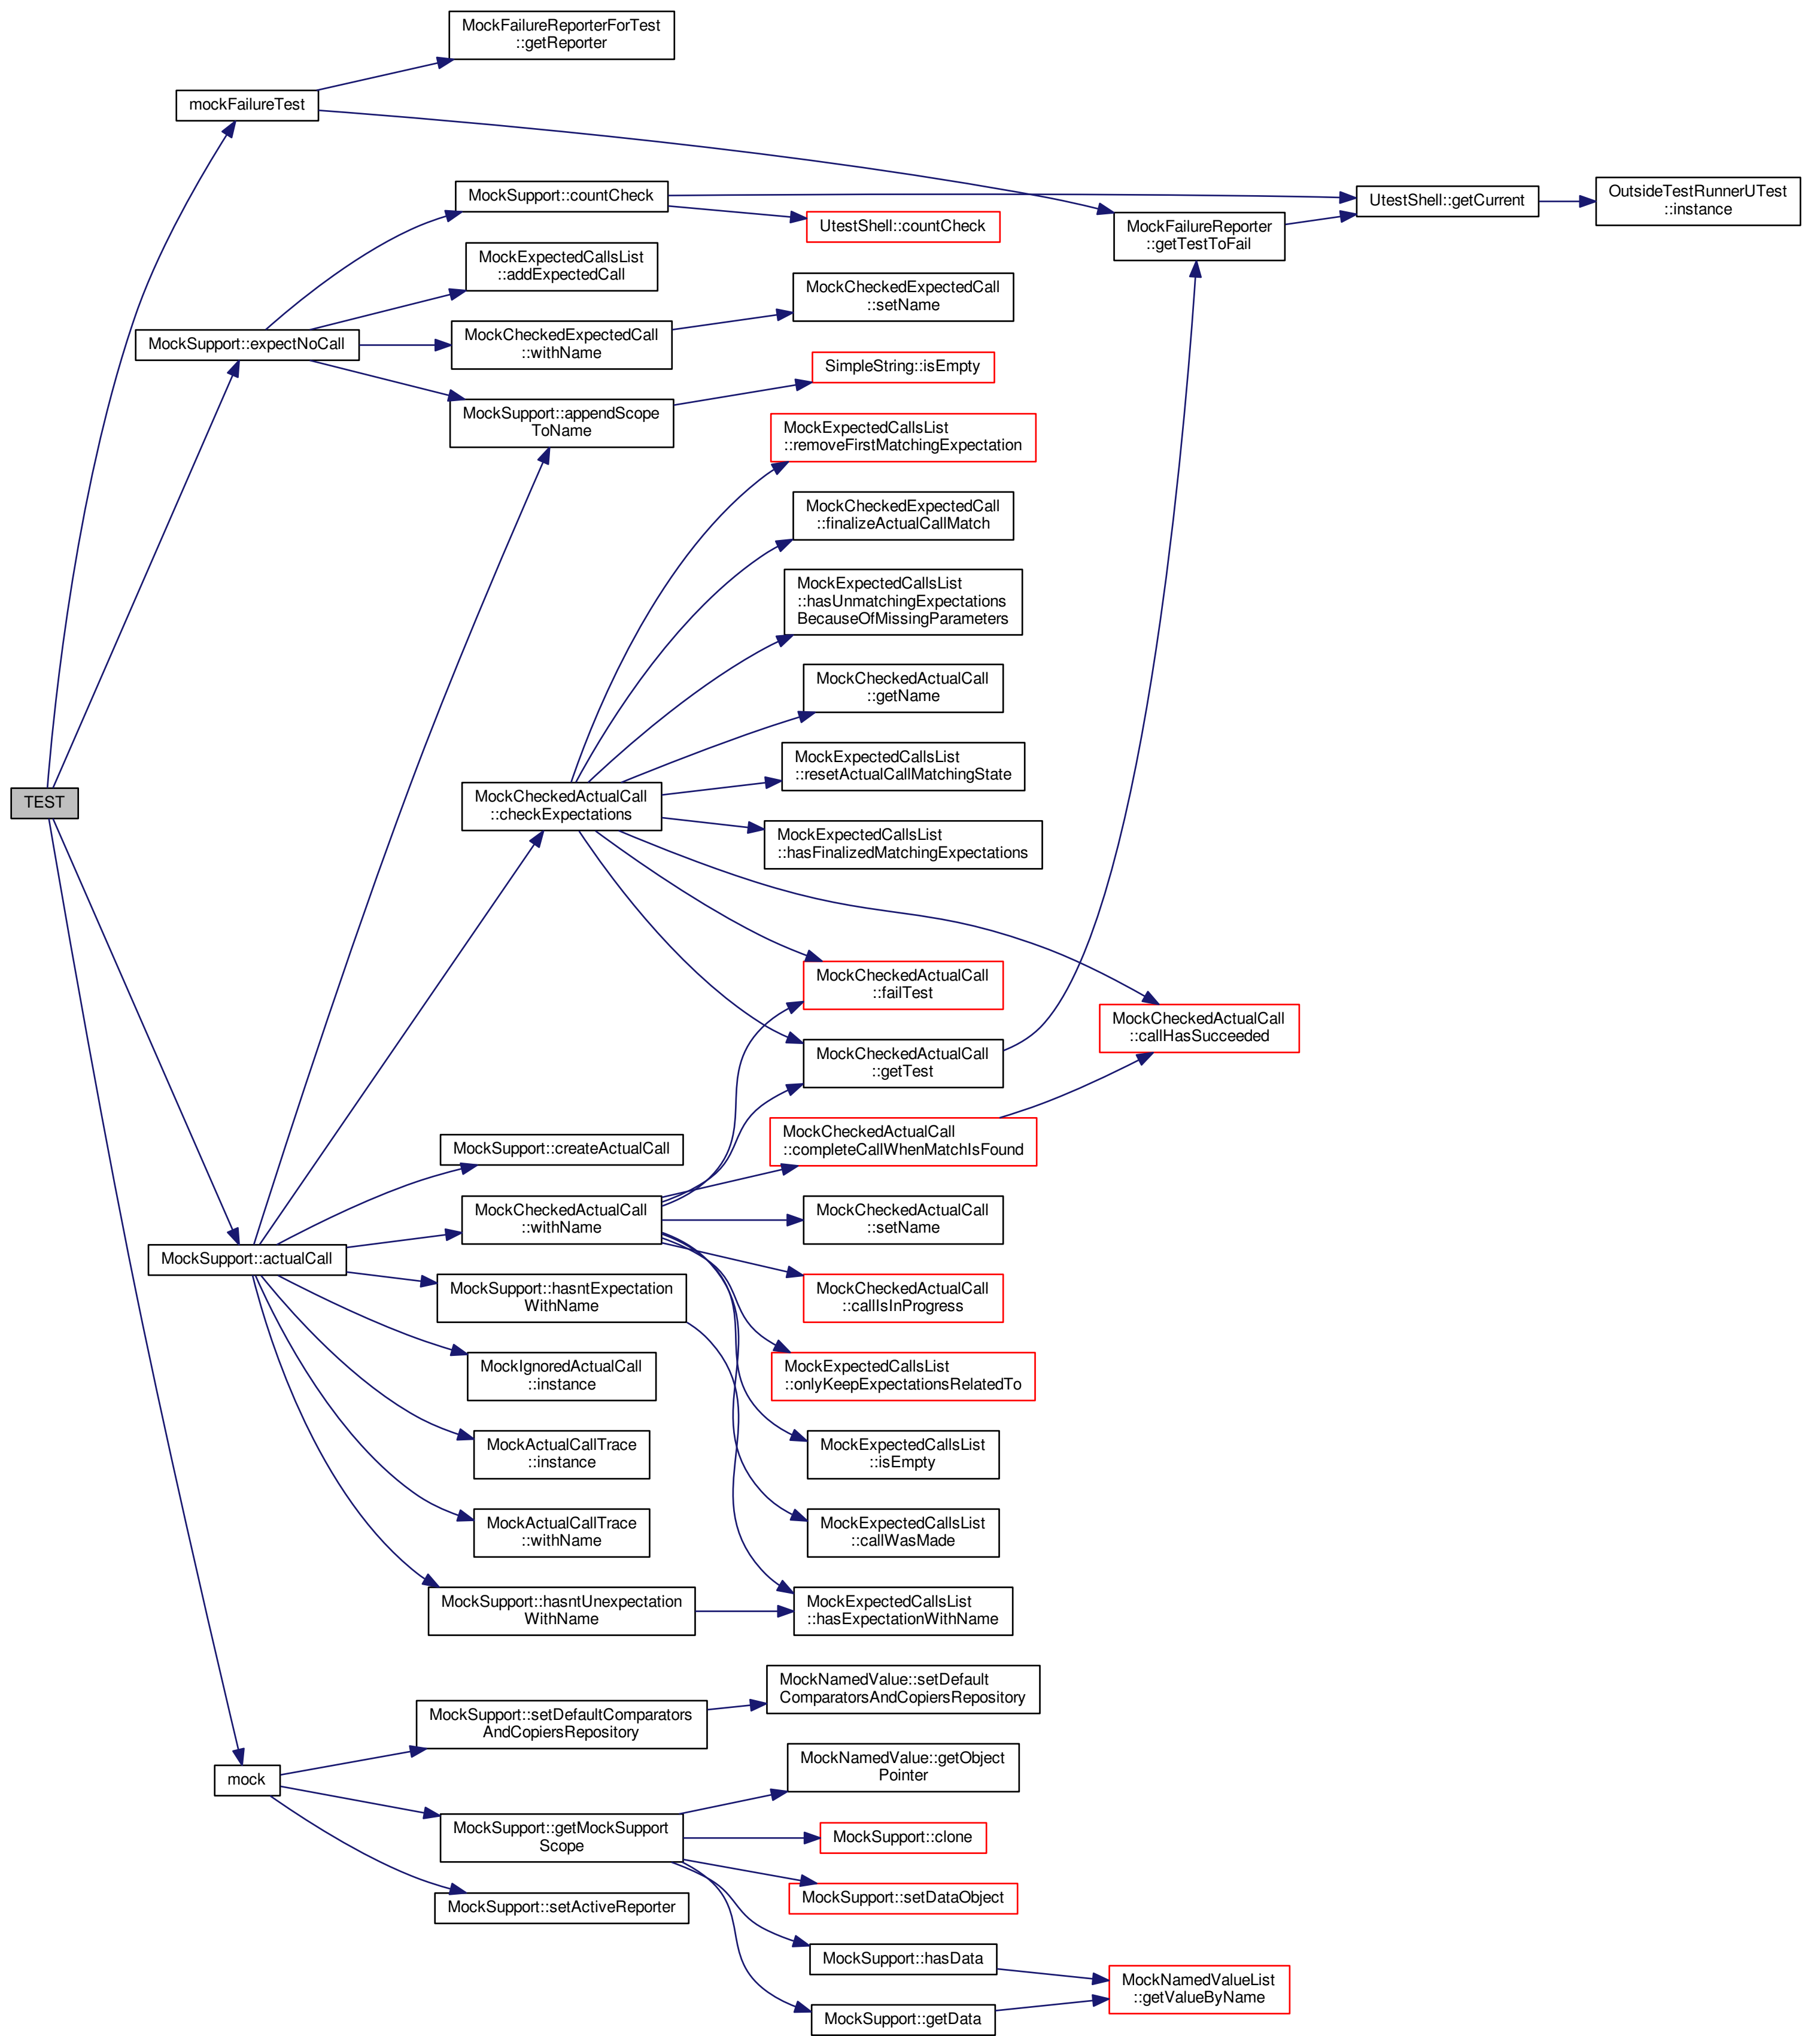 MockFailureReporterForTest
::getReporter
mockFailureTest
MockSupport::countCheck
UtestShell::getCurrent
OutsideTestRunnerUTest
::instance
UtestShell::countCheck
MockFailureReporter
::getTestToFail
MockExpectedCallsList
::addExpectedCall
MockCheckedExpectedCall
::setName
MockSupport::expectNoCall
MockCheckedExpectedCall
::withName
SimpleString::isEmpty
MockSupport::appendScope
ToName
MockExpectedCallsList
::removeFirstMatchingExpectation
MockCheckedExpectedCall
::finalizeActualCallMatch
MockExpectedCallsList
::hasUnmatchingExpectations
BecauseOfMissingParameters
MockCheckedActualCall
::getName
MockExpectedCallsList
::resetActualCallMatchingState
TEST
MockCheckedActualCall
::checkExpectations
MockExpectedCallsList
::hasFinalizedMatchingExpectations
MockCheckedActualCall
::failTest
MockCheckedActualCall
::callHasSucceeded
MockCheckedActualCall
::getTest
MockSupport::createActualCall
MockCheckedActualCall
::completeCallWhenMatchIsFound
MockCheckedActualCall
::withName
MockCheckedActualCall
::setName
MockSupport::actualCall
MockSupport::hasntExpectation
WithName
MockCheckedActualCall
::callIsInProgress
MockIgnoredActualCall
::instance
MockExpectedCallsList
::onlyKeepExpectationsRelatedTo
MockActualCallTrace
::instance
MockExpectedCallsList
::isEmpty
MockActualCallTrace
::withName
MockExpectedCallsList
::callWasMade
MockSupport::hasntUnexpectation
WithName
MockExpectedCallsList
::hasExpectationWithName
MockSupport::setDefaultComparators
AndCopiersRepository
MockNamedValue::setDefault
ComparatorsAndCopiersRepository
mock
MockNamedValue::getObject
Pointer
MockSupport::getMockSupport
Scope
MockSupport::clone
MockSupport::setDataObject
MockSupport::setActiveReporter
MockSupport::hasData
MockNamedValueList
::getValueByName
MockSupport::getData